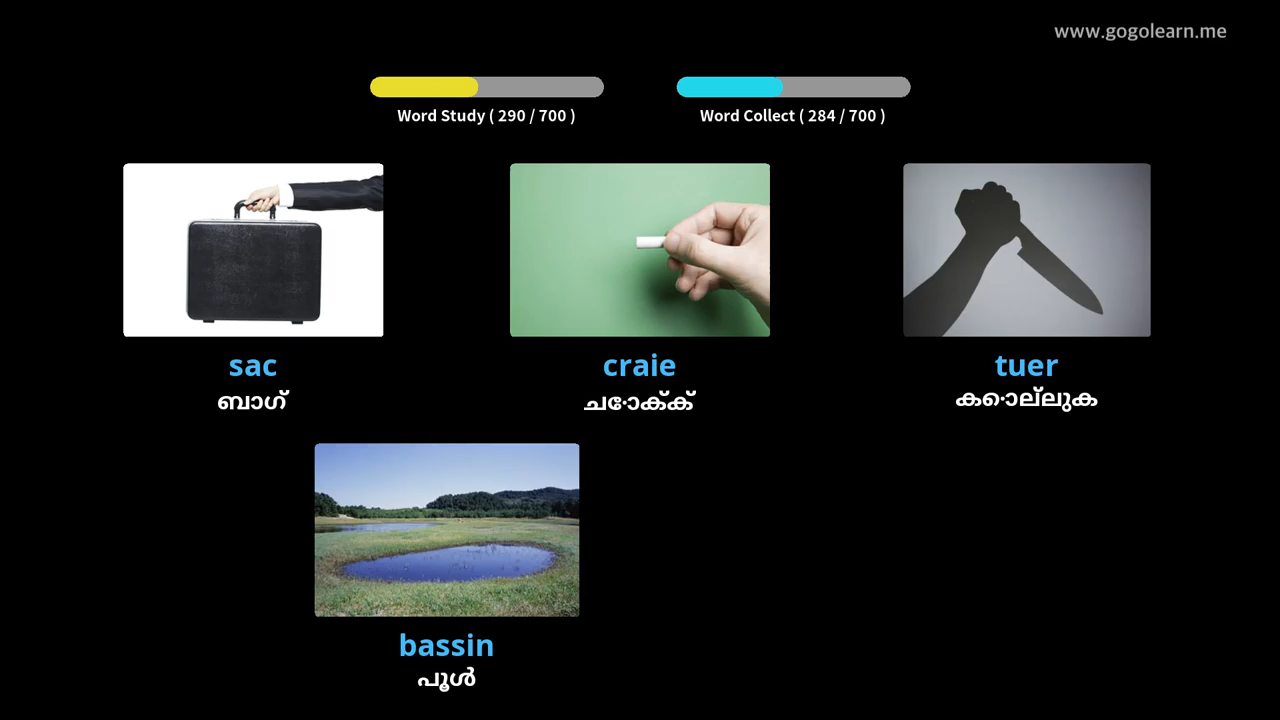 www.gogolearn.me
Word Study ( 290 / 700 )
Word Collect ( 284 / 700 )
sac
ബാഗ്
craie
ചോക്ക്
tuer
കൊല്ലുക
bassin
പൂൾ